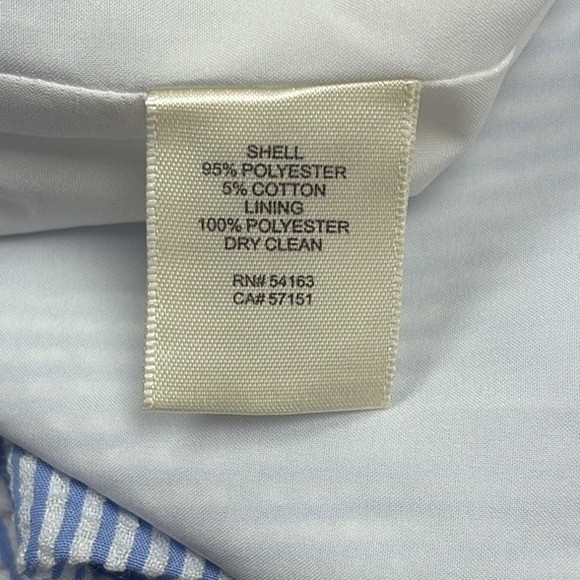 SHELL
95% POLYESTER
5% COTTON
LINING
100% POLYESTER
DRY CLEAN
RN# 54163
CA# 57151